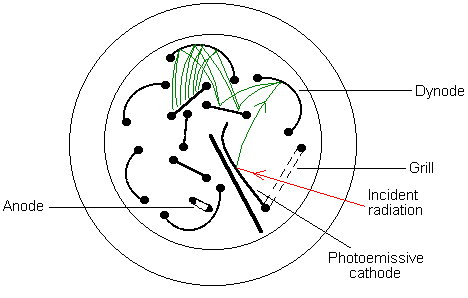 Dynode
Grill
Incident
radiation
Anode
Photoemissive
cathode